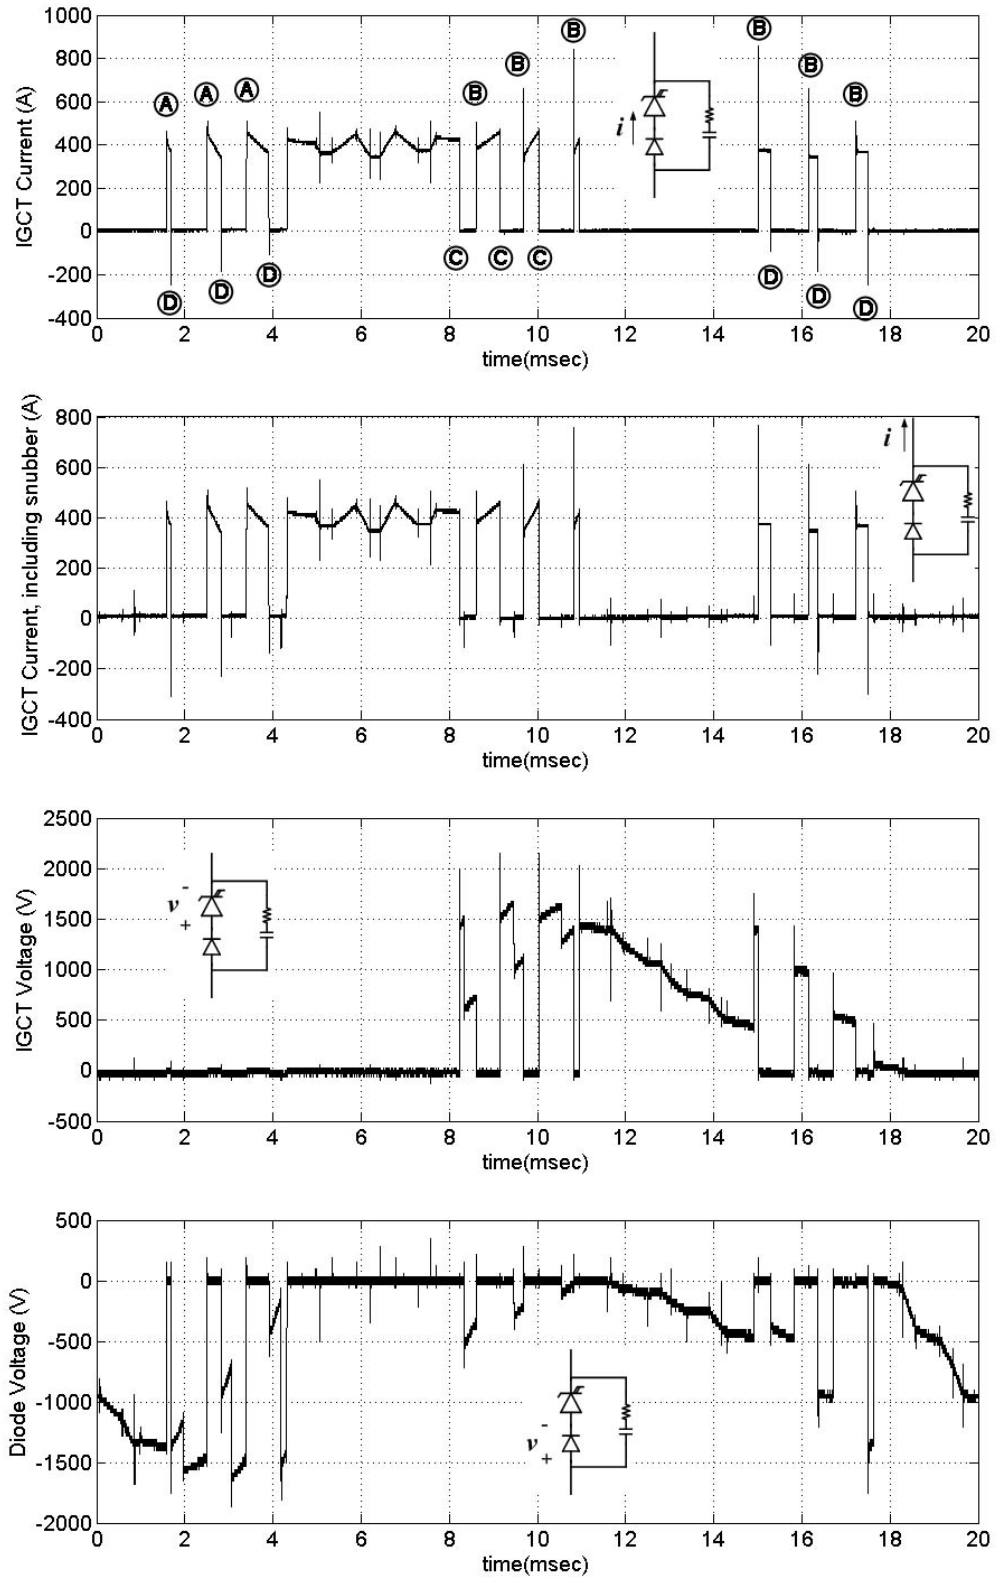 1000
800
600
400
200
0
-200
-400
IGCT Current (A)
A
A
A
B
B
B
B
B
B
i
C
C
C
D
D
D
D
D
D
0 2 4 6 8 10 12 14 16 18 20
time(msec)
800
600
400
200
0
-200
-400
IGCT Current, including snubber (A)
i
0 2 4 6 8 10 12 14 16 18 20
time(msec)
2500
2000
1500
1000
500
0
-500
IGCT Voltage (V)
-
v
+
0 2 4 6 8 10 12 14 16 18 20
time(msec)
500
0
-500
-1000
-1500
-2000
Diode Voltage (V)
-
v
+
0 2 4 6 8 10 12 14 16 18 20
time(msec)